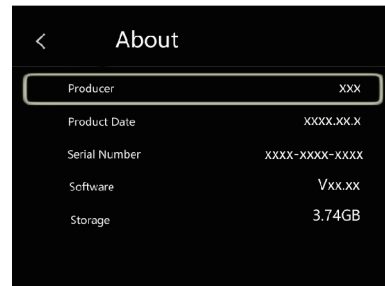 About
Producer xxx
Product Date xxxx.xx.x
Serial Number xxxx-xxxx-xxxx
Software Vxx.xx
Storage 3.74GB